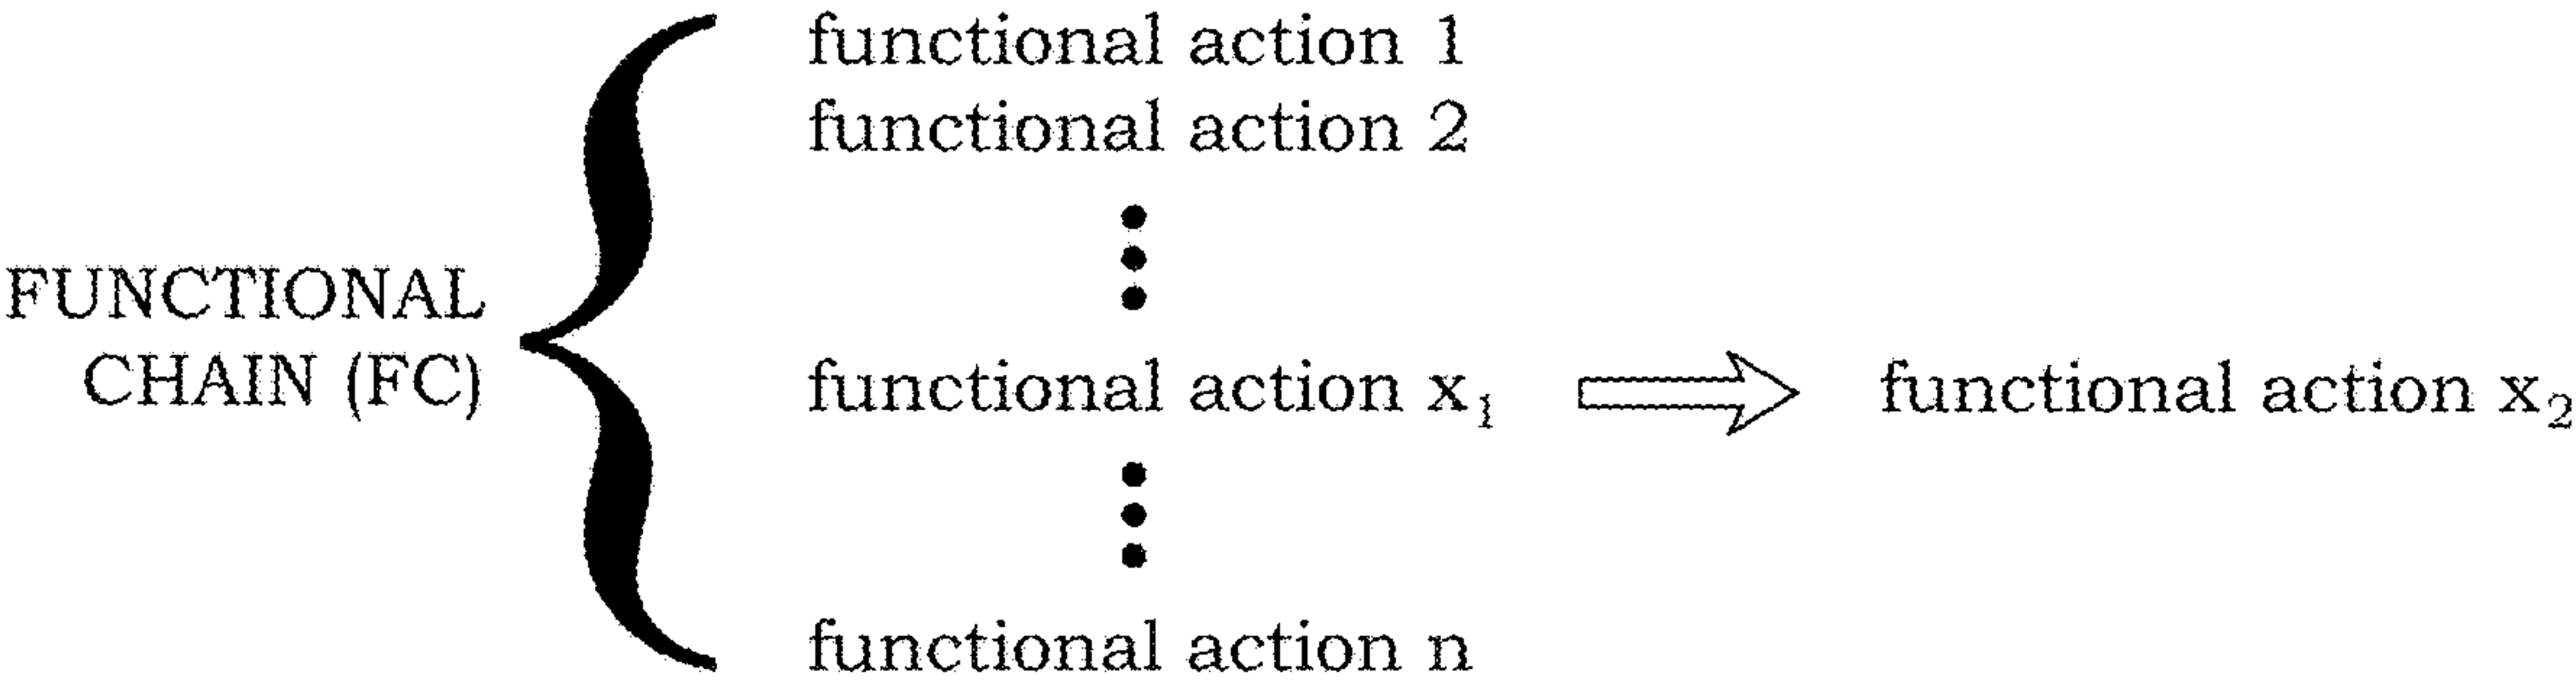 functional action 1
functional action 2
FUNCTIONAL
CHAIN (FC)
functional action x₁
functional action x₂
functional action n